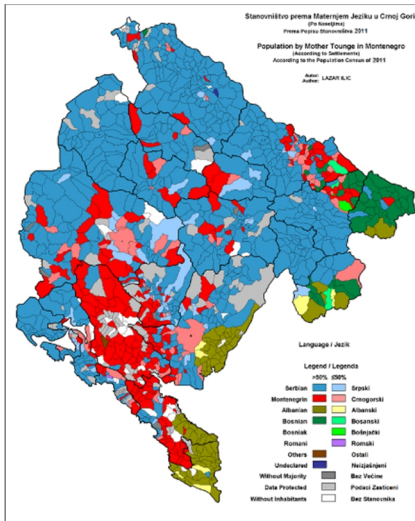 Stanovništvo prema Maternjem Jeziku u Crnoj Gori
(Po Naseljima)
Prema Popisu Stanovništva 2011
Population by Mother Tounge in Montenegro
(According to Settlements)
According to the Population Census of 2011
Autor:
Author: LAZAR ILIC
Language / Jezik
Legend / Legenda
>50% ≤50%
Serbian Srpski
Montenegrin Crnogorski
Albanian Albanski
Bosnian Bosanski
Bosniak Bošnjački
Romani Romski
Others Ostali
Undeclared Neizjašnjeni
Without Majority Bez Većine
Data Protected Podaci Zasticeni
Without Inhabitants Bez Stanovnika